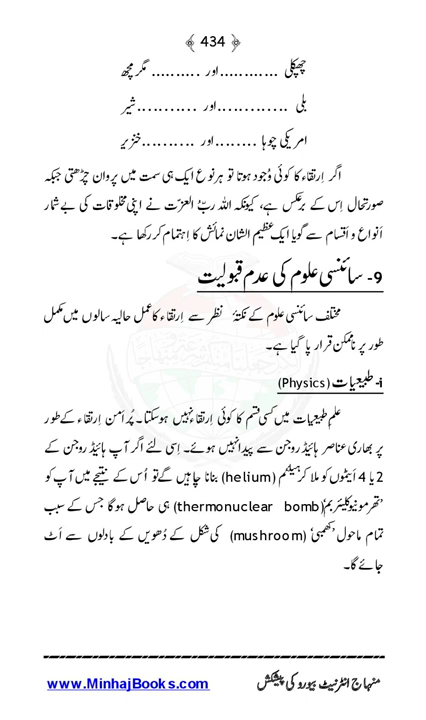 ﴿ 434 ﴾
چھپکلی ............اور .......... مگر مچھ
بلی .............اور ...........شیر
امریکی چوہا ........اور ..........خنزیر
اگر اِرتقاء کا کوئی وُجود ہوتا تو ہر نوع ایک ہی سمت میں پروان چڑھتی جبکہ
صورتحال اِس کے برعکس ہے، کیونکہ اللہ ربّ العزت نے اپنی مخلوقات کی بے شمار
اَنواع و اَقسام سے گویا ایک عظیم الشان نمائش کا اِہتمام کر رکھا ہے۔
9- سائنسی علوم کی عدم قبولیت
مختلف سائنسی علوم کے نکتۂ نظر سے اِرتقاء کا عمل حالیہ سالوں میں مکمل
طور پر ناممکن قرار پا گیا ہے۔
i- طبیعیات (Physics)
علمِ طبیعیات میں کسی قسم کا کوئی اِرتقاء نہیں ہوسکتا۔ پُراَمن اِرتقاء کے طور
پر بھاری عناصر ہائیڈروجن سے پیدا نہیں ہوئے۔ اِسی لئے اگر آپ ہائیڈروجن کے
2 یا 4 اَیٹموں کو ملا کر ہیلیئم (helium) بنانا چاہیں گے تو اُس کے نتیجے میں آپ کو
’تھرمونیوکلیئر بم‘ (thermonuclear bomb) ہی حاصل ہوگا جس کے سبب
تمام ماحول ’کھمبی‘ (mushroom) کی شکل کے دُھویں کے بادلوں سے اَٹ
جائے گا۔
منہاج انٹرنیٹ بیورو کی پیشکش www.MinhajBooks.com